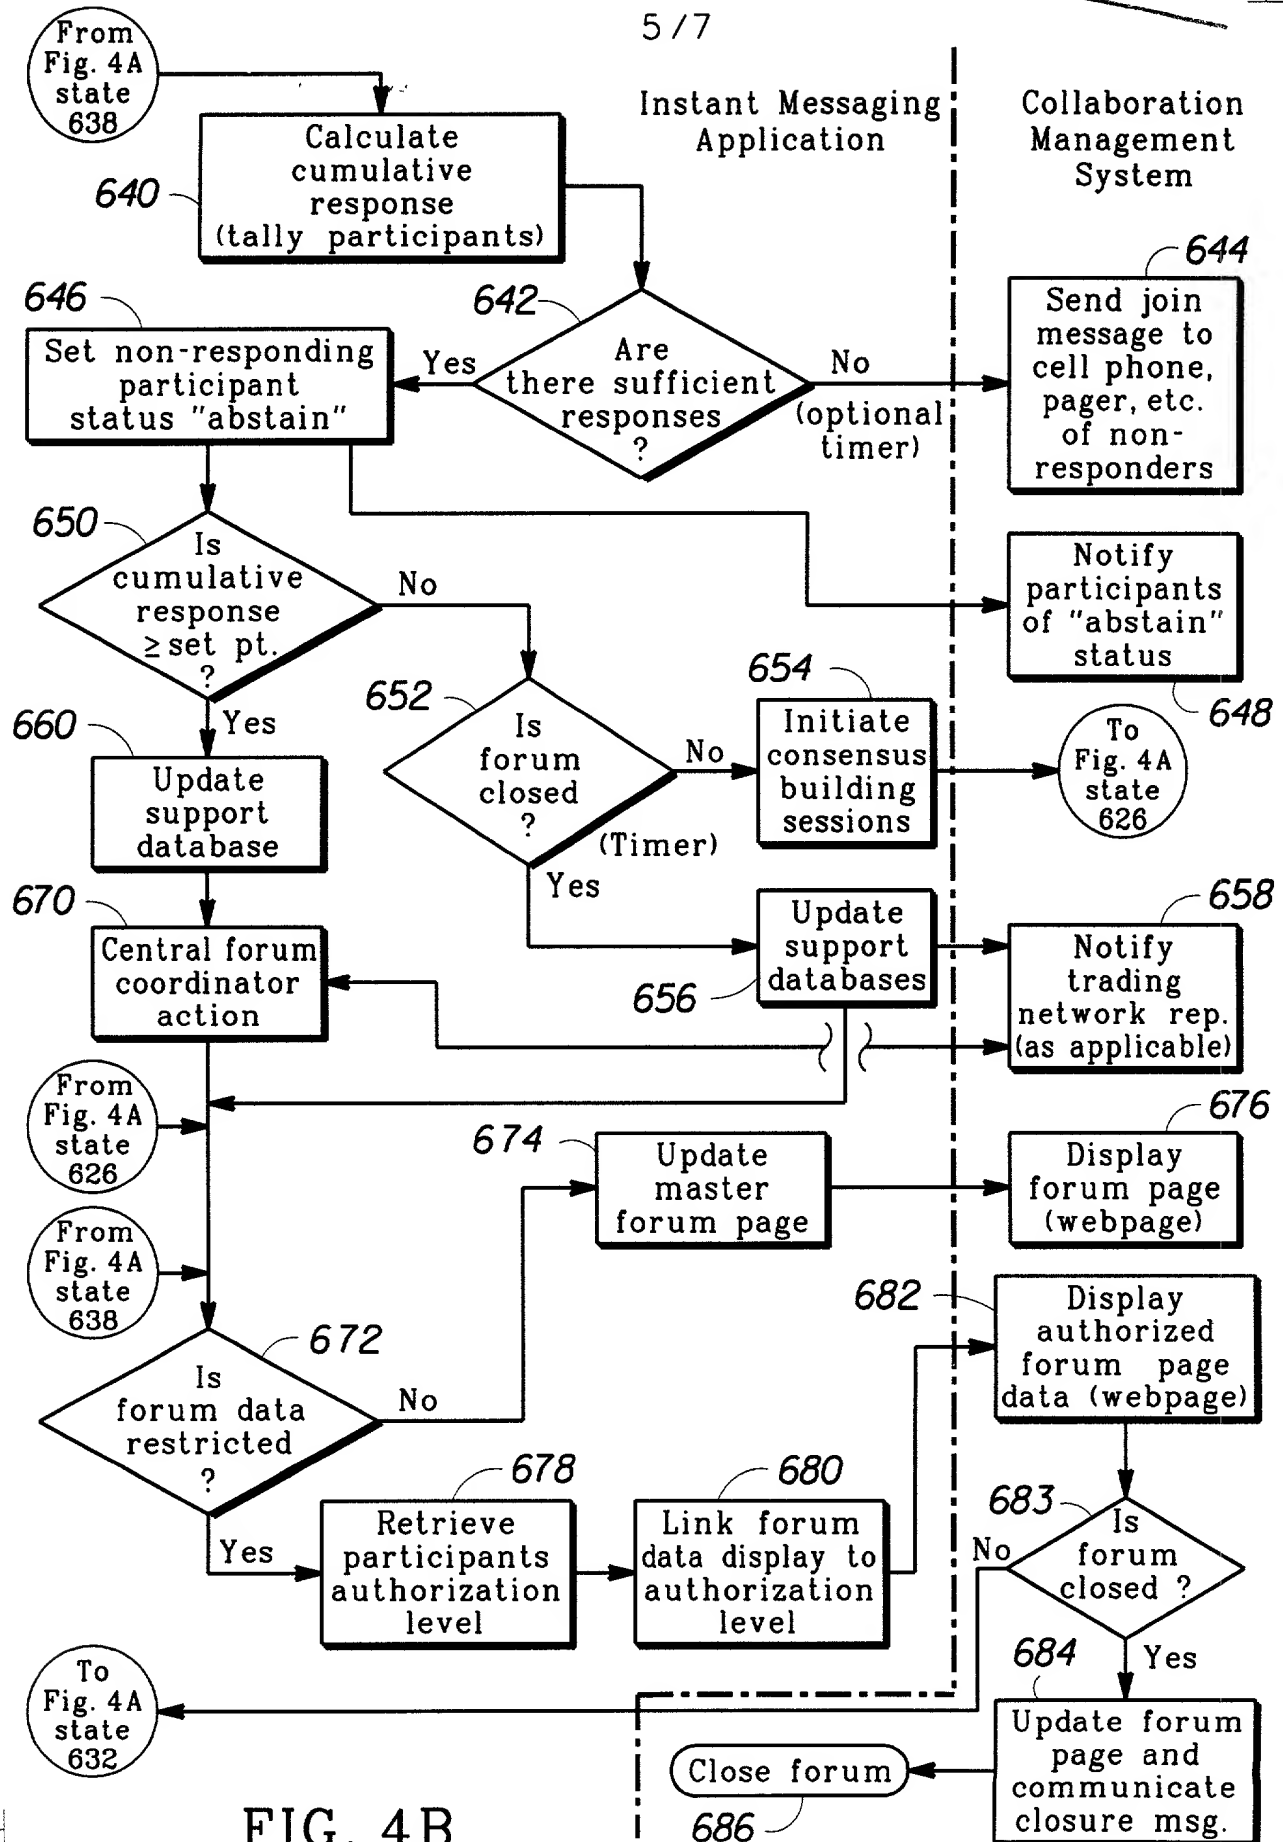 5/7
From
Fig. 4A
state
638
Instant Messaging
Application
Collaboration
Management
System
Calculate
cumulative
response
(tally participants)
640
642
Are
there sufficient
responses
?
Yes
No
(optional
timer)
644
Send join
message to
cell phone,
pager, etc.
of non-
responders
646
Set non-responding
participant
status "abstain"
Notify
participants
of "abstain"
status
648
650
Is
cumulative
response
≥set pt.
?
No
Yes
652
Is
forum
closed
?
No
(Timer)
Yes
654
Initiate
consensus
building
sessions
To
Fig. 4A
state
626
660
Update
support
database
656
Update
support
databases
658
Notify
trading
network rep.
(as applicable)
670
Central forum
coordinator
action
From
Fig. 4A
state
626
From
Fig. 4A
state
638
674
Update
master
forum page
676
Display
forum page
(webpage)
672
Is
forum data
restricted
?
No
Yes
678
Retrieve
participants
authorization
level
680
Link forum
data display to
authorization
level
682
Display
authorized
forum page
data (webpage)
683
Is
forum
closed ?
No
Yes
To
Fig. 4A
state
632
684
Update forum
page and
communicate
closure msg.
Close forum
686
FIG. 4B